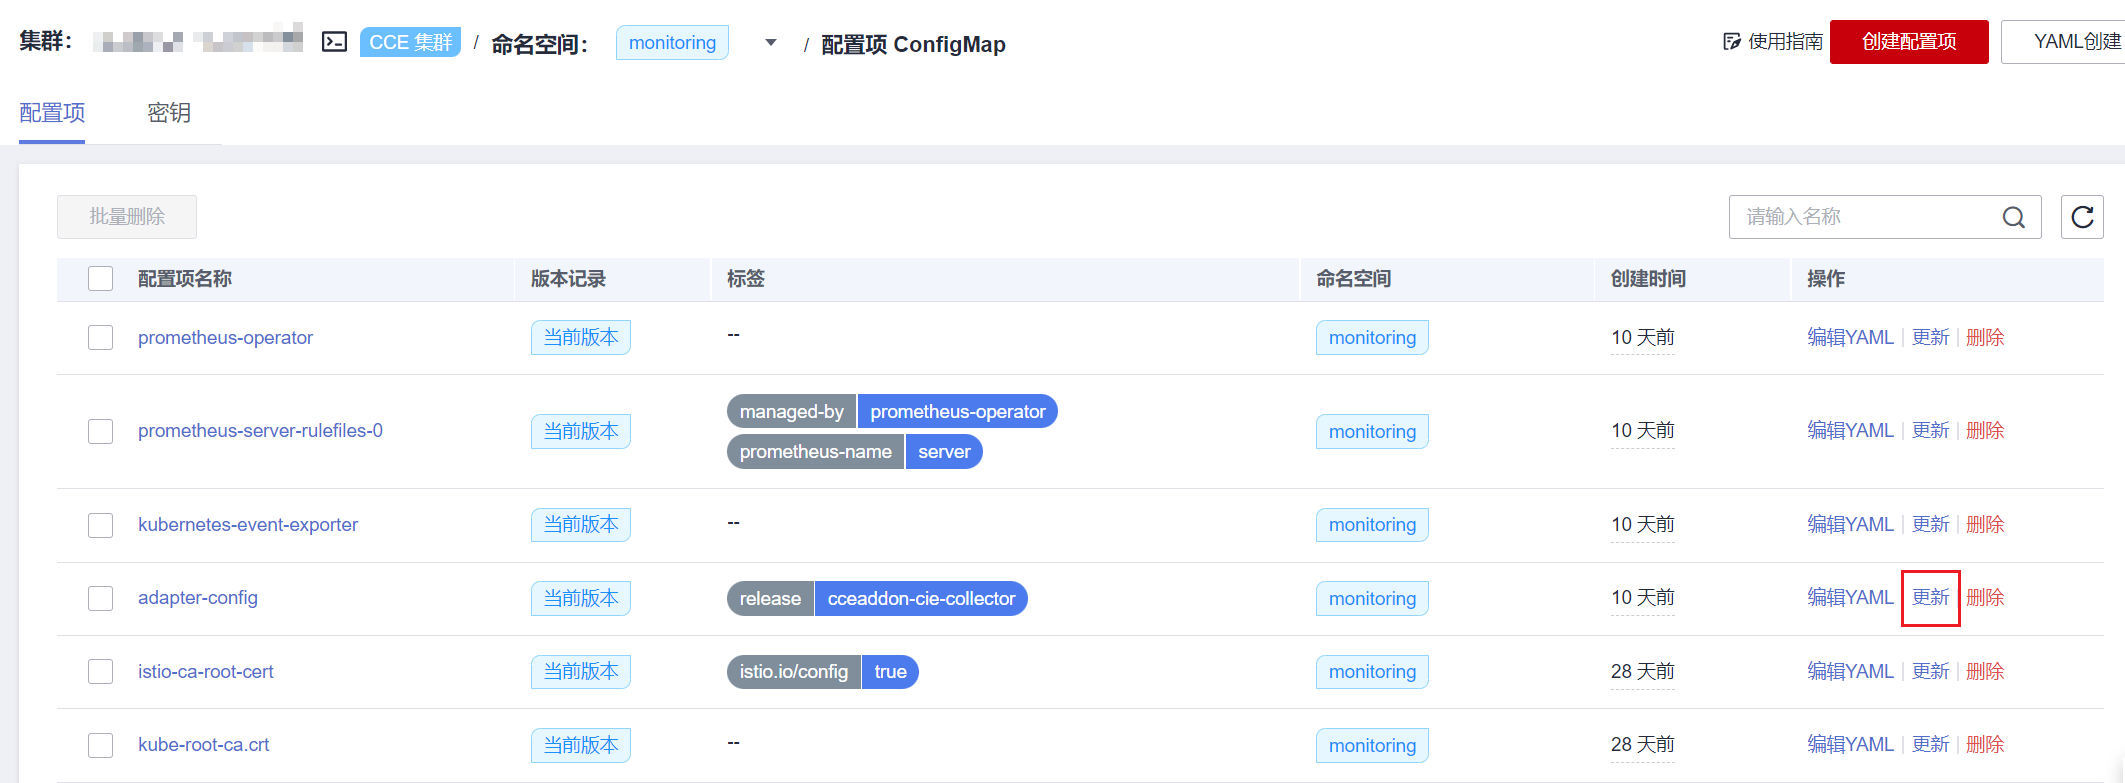 集群： CCE 集群 / 命名空间： monitoring / 配置项 ConfigMap 使用指南 创建配置项 YAML创建
配置项 密钥
批量删除 请输入名称
配置项名称 版本记录 标签 命名空间 创建时间 操作
prometheus-operator 当前版本 -- monitoring 10 天前 编辑YAML 更新 删除
managed-by prometheus-operator
prometheus-server-rulefiles-0 当前版本 monitoring 10 天前 编辑YAML 更新 删除
prometheus-name server
kubernetes-event-exporter 当前版本 -- monitoring 10 天前 编辑YAML 更新 删除
adapter-config 当前版本 release cceaddon-cie-collector monitoring 10 天前 编辑YAML 更新 删除
istio-ca-root-cert 当前版本 istio.io/config true monitoring 28 天前 编辑YAML 更新 删除
kube-root-ca.crt 当前版本 -- monitoring 28 天前 编辑YAML 更新 删除